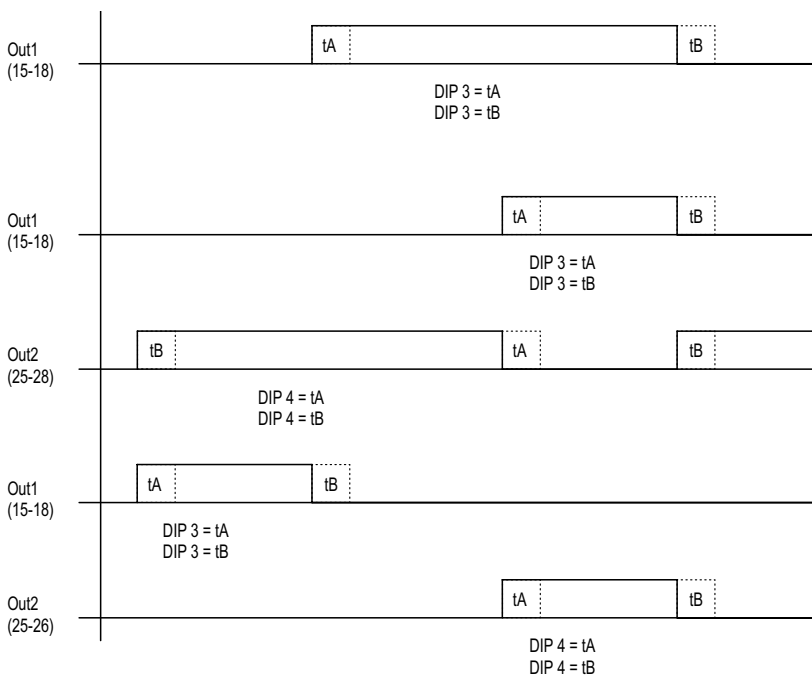 Out1
(15-18)
tA
tB
DIP 3 = tA
DIP 3 = tB
Out1
(15-18)
tA
tB
DIP 3 = tA
DIP 3 = tB
Out2
(25-28)
tB
tA
tB
DIP 4 = tA
DIP 4 = tB
Out1
(15-18)
tA
tB
DIP 3 = tA
DIP 3 = tB
Out2
(25-26)
tA
tB
DIP 4 = tA
DIP 4 = tB